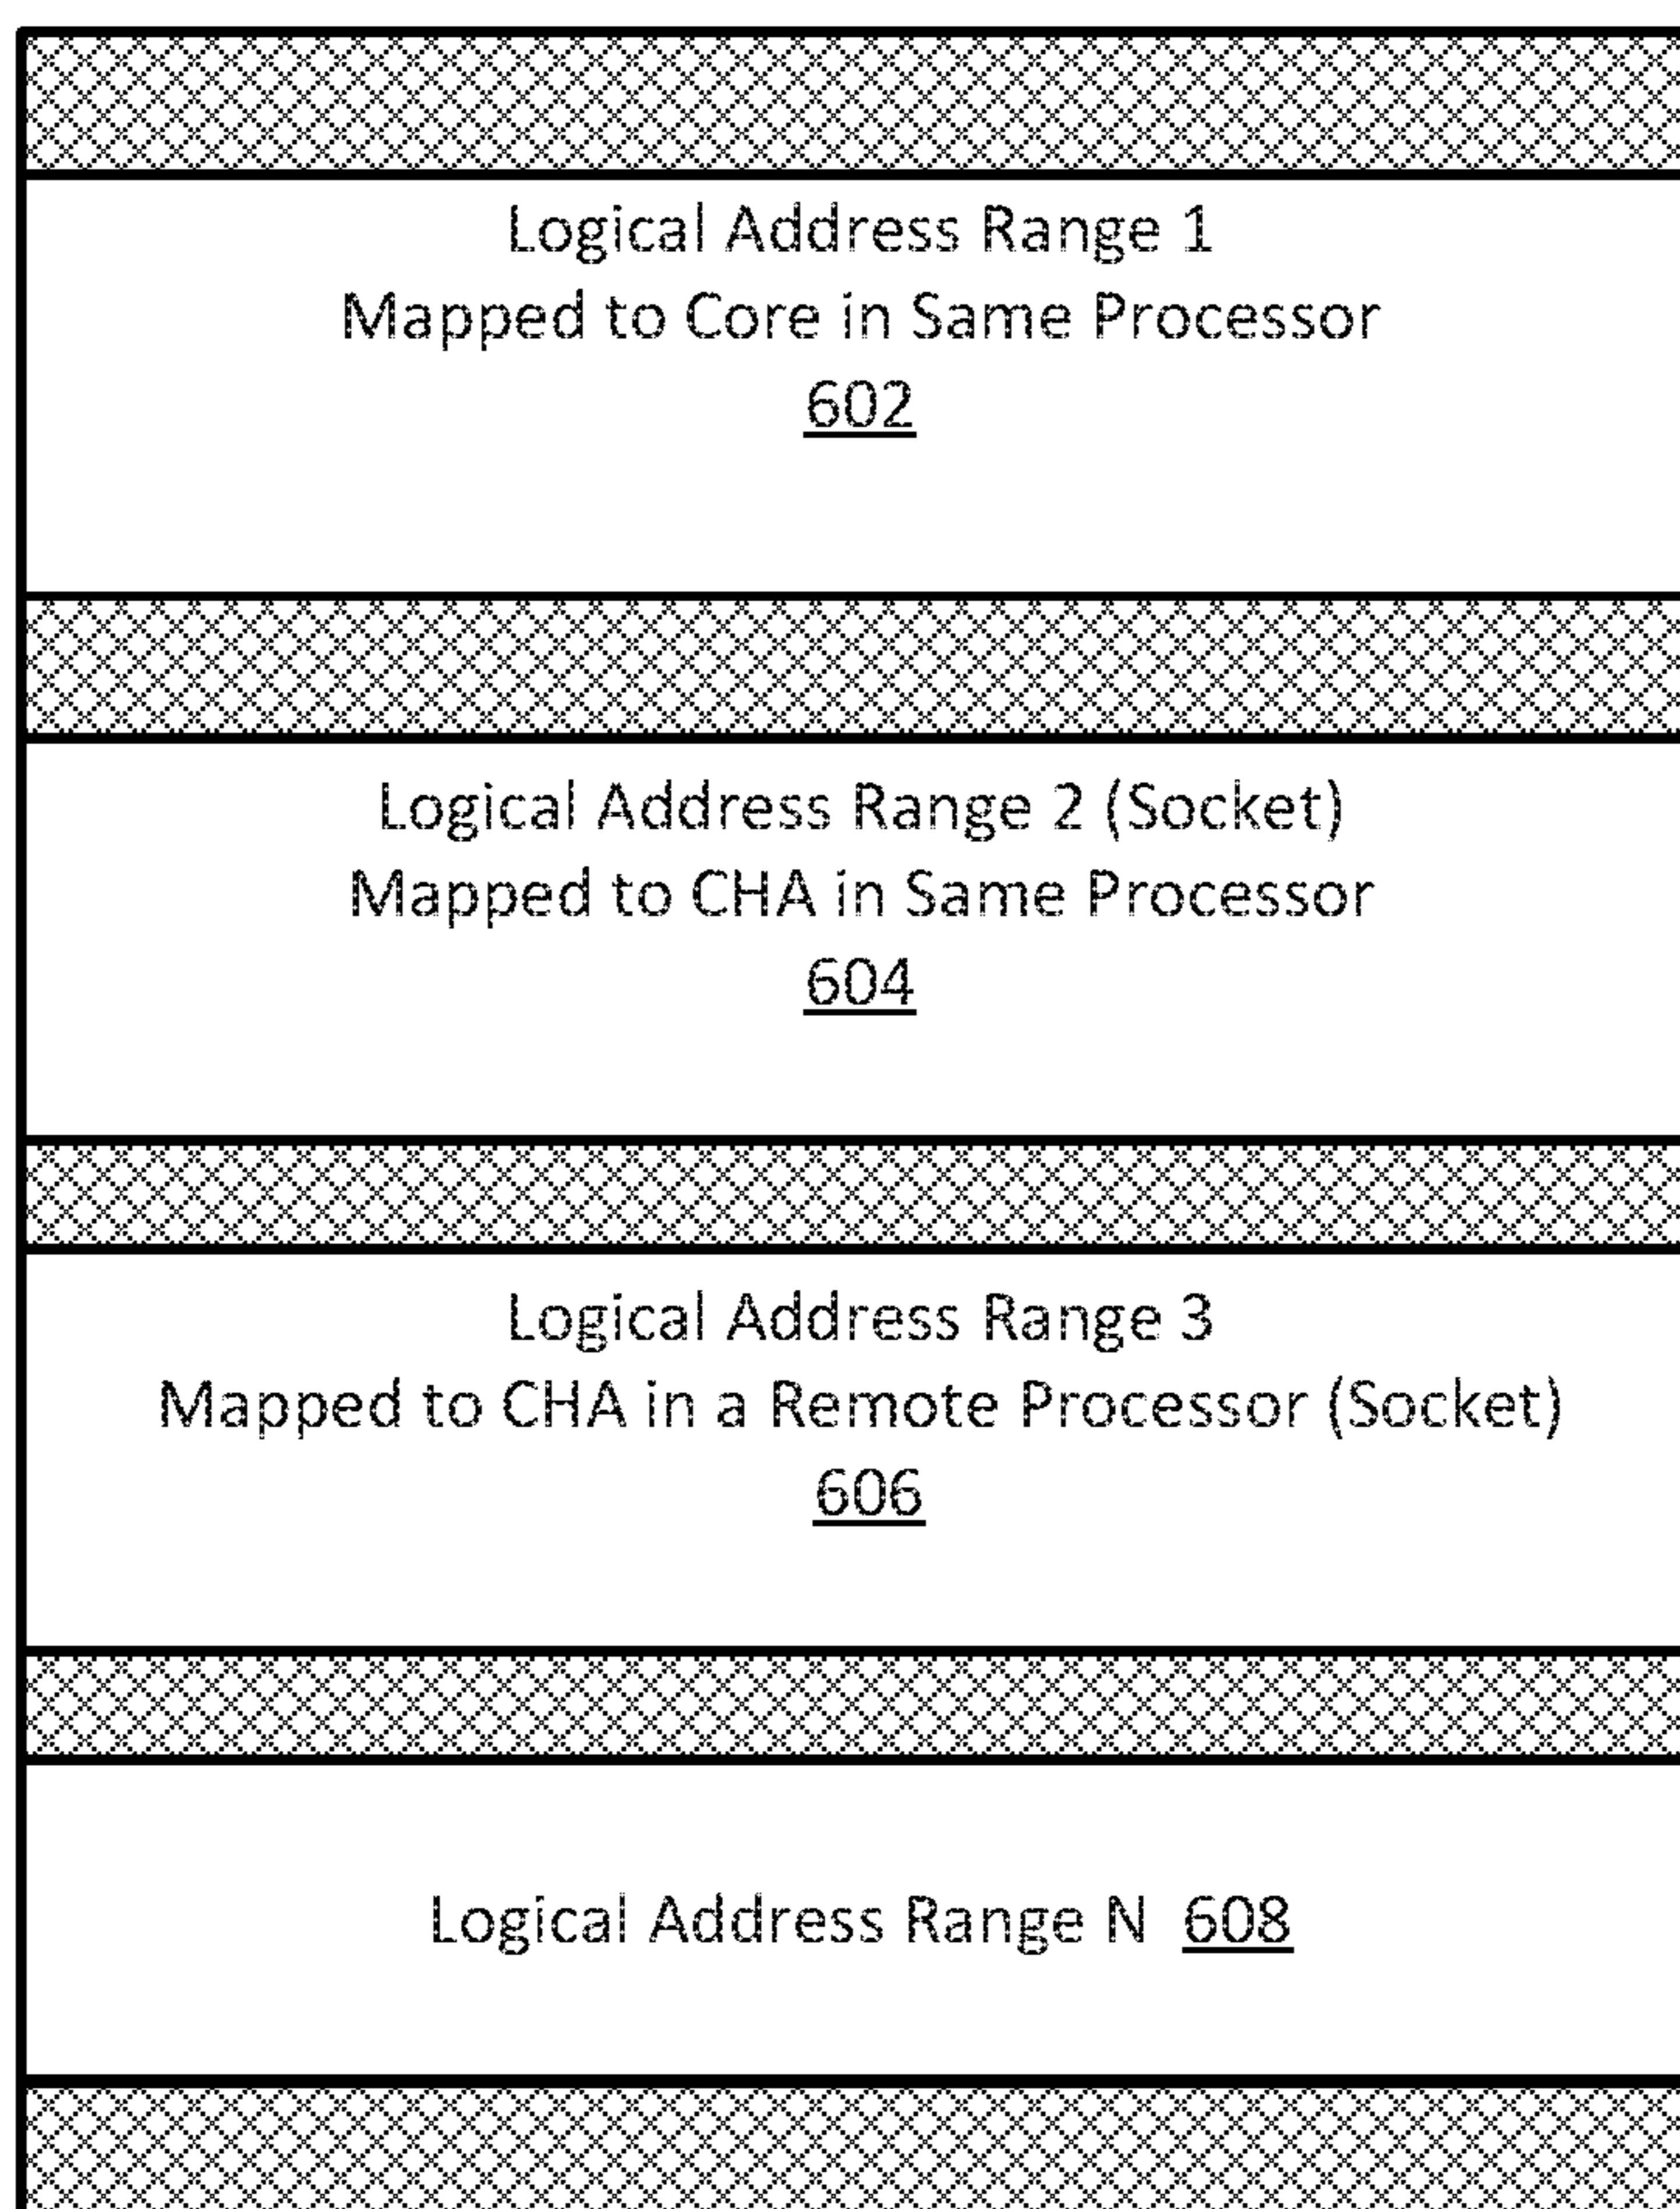 Logical Address Range 1
Mapped to Core in Same Processor
602
Logical Address Range 2 (Socket)
Mapped to CHA in Same Processor
604
Logical Address Range 3
Mapped to CHA in a Remote Processor (Socket)
606
Logical Address Range N 608